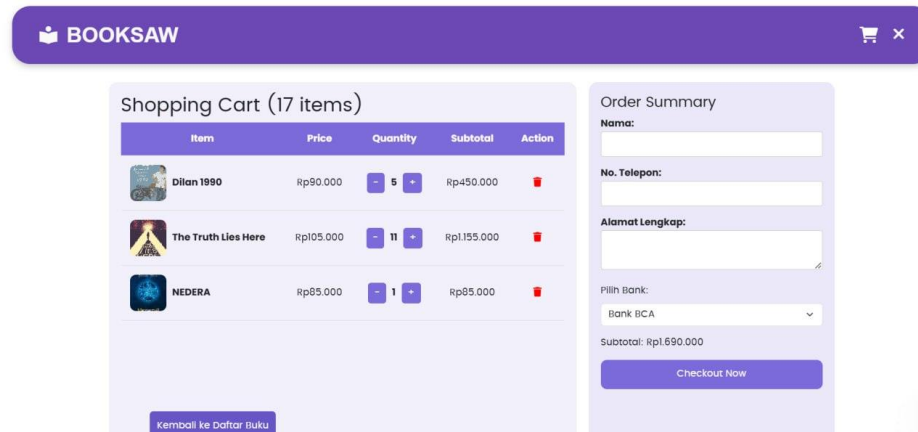 BOOKSAW
Shopping Cart (17 items)
Item Price Quantity Subtotal Action
Dilan 1990 Rp90.000 - 5 + Rp450.000
The Truth Lies Here Rp105.000 - 11 + Rp1.155.000
NEDERA Rp85.000 - 1 + Rp85.000
Kembali ke Daftar Buku
Order Summary
Nama:
No. Telepon:
Alamat Lengkap:
Pilih Bank:
Bank BCA
Subtotal: Rp1.690.000
Checkout Now